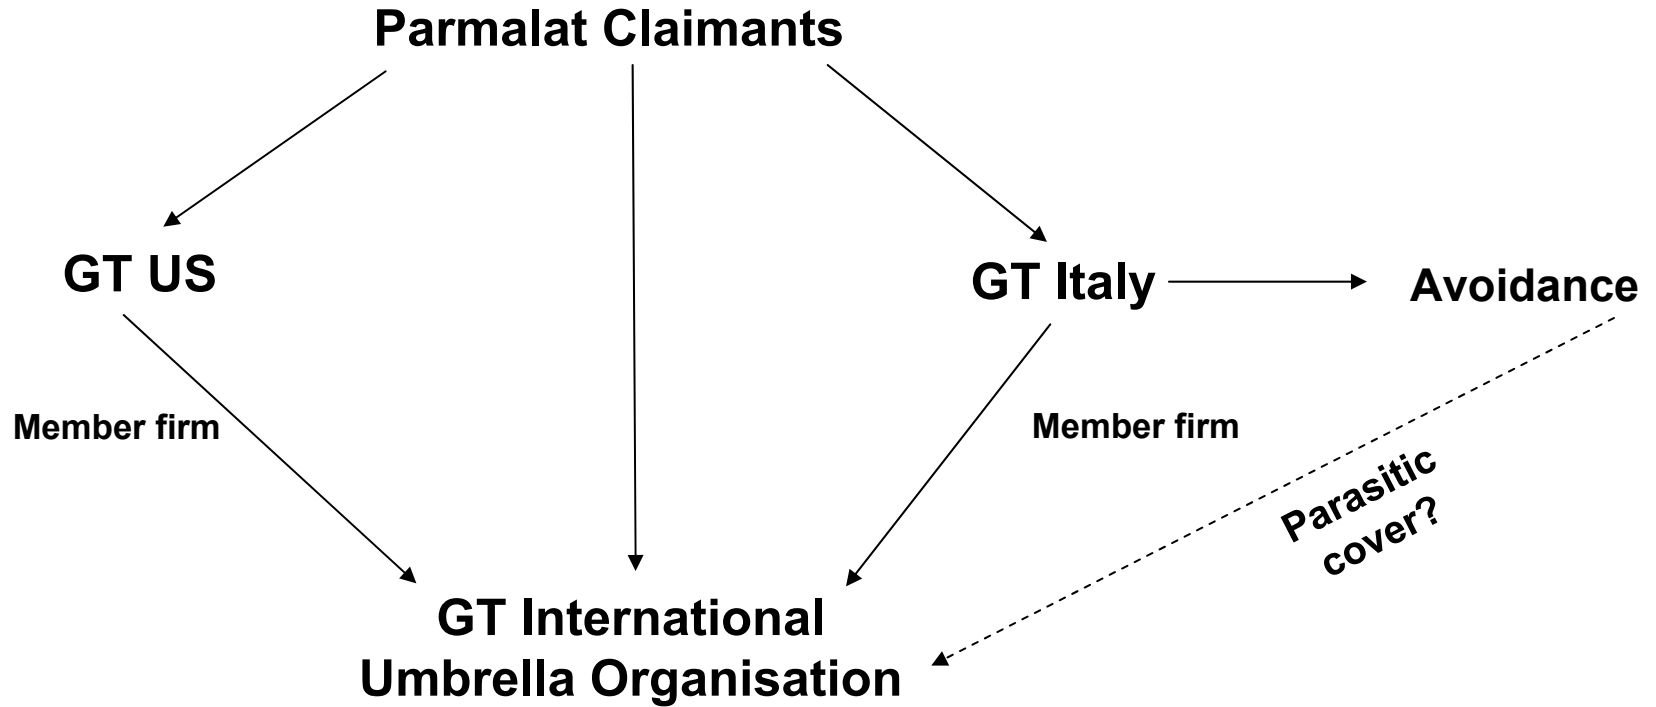 Parmalat Claimants
GT US
GT Italy
Avoidance
Member firm
Member firm
Parasitic
cover?
GT International
Umbrella Organisation